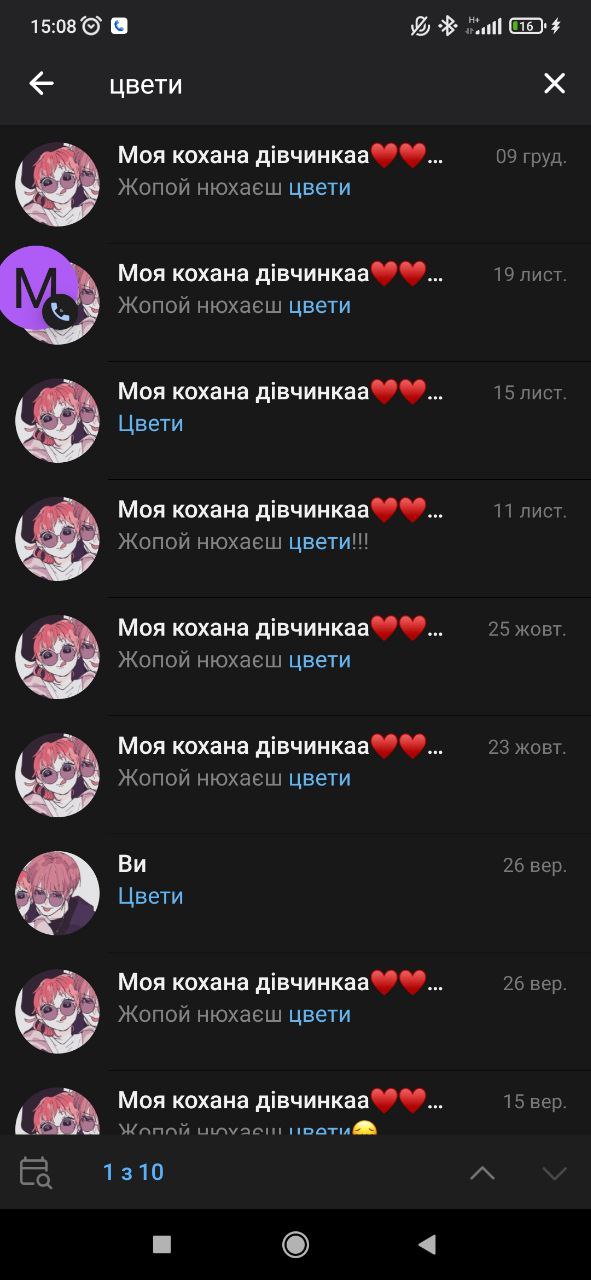 15:08
H+
16
цвети
Моя кохана дівчинкаа❤️❤️...
09 груд.
Жопой нюхаєш цвети
Моя кохана дівчинкаа❤️❤️...
19 лист.
М
Жопой нюхаєш цвети
Моя кохана дівчинкаа❤️❤️...
15 лист.
Цвети
Моя кохана дівчинкаа❤️❤️...
11 лист.
Жопой нюхаєш цвети!!!
Моя кохана дівчинкаа❤️❤️...
25 жовт.
Жопой нюхаєш цвети
Моя кохана дівчинкаа❤️❤️...
23 жовт.
Жопой нюхаєш цвети
Ви
26 вер.
Цвети
Моя кохана дівчинкаа❤️❤️...
26 вер.
Жопой нюхаєш цвети
Моя кохана дівчинкаа❤️❤️...
15 вер.
Жопой нюхаєш цвети😔
1 з 10